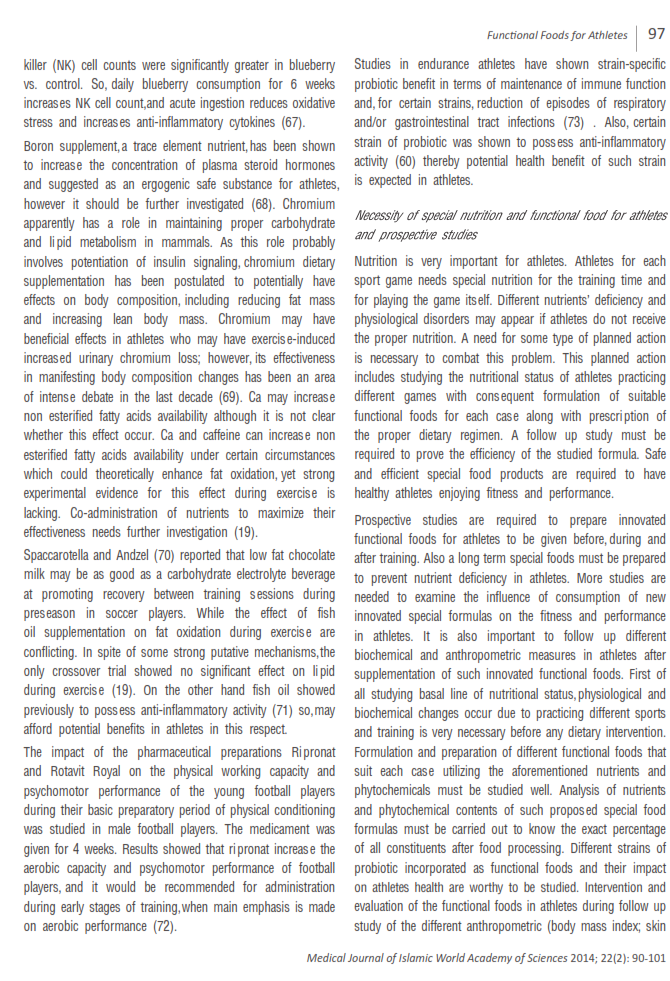 Functional Foods for Athletes 97
killer (NK) cell counts were significantly greater in blueberry
vs. control. So, daily blueberry consumption for 6 weeks
increases NK cell count,and acute ingestion reduces oxidative
stress and increases anti-inflammatory cytokines (67).
Boron supplement, a trace element nutrient, has been shown
to increase the concentration of plasma steroid hormones
and suggested as an ergogenic safe substance for athletes,
however it should be further investigated (68). Chromium
apparently has a role in maintaining proper carbohydrate
and lipid metabolism in mammals. As this role probably
involves potentiation of insulin signaling, chromium dietary
supplementation has been postulated to potentially have
effects on body composition, including reducing fat mass
and increasing lean body mass. Chromium may have
beneficial effects in athletes who may have exercise-induced
increased urinary chromium loss; however, its effectiveness
in manifesting body composition changes has been an area
of intense debate in the last decade (69). Ca may increase
non esterified fatty acids availability although it is not clear
whether this effect occur. Ca and caffeine can increase non
esterified fatty acids availability under certain circumstances
which could theoretically enhance fat oxidation, yet strong
experimental evidence for this effect during exercise is
lacking. Co-administration of nutrients to maximize their
effectiveness needs further investigation (19).
Spaccarotella and Andzel (70) reported that low fat chocolate
milk may be as good as a carbohydrate electrolyte beverage
at promoting recovery between training sessions during
preseason in soccer players. While the effect of fish
oil supplementation on fat oxidation during exercise are
conflicting. In spite of some strong putative mechanisms,the
only crossover trial showed no significant effect on lipid
during exercise (19). On the other hand fish oil showed
previously to possess anti-inflammatory activity (71) so,may
afford potential benefits in athletes in this respect.
The impact of the pharmaceutical preparations Ripronat
and Rotavit Royal on the physical working capacity and
psychomotor performance of the young football players
during their basic preparatory period of physical conditioning
was studied in male football players. The medicament was
given for 4 weeks. Results showed that ripronat increase the
aerobic capacity and psychomotor performance of football
players, and it would be recommended for administration
during early stages of training,when main emphasis is made
on aerobic performance (72).
Studies in endurance athletes have shown strain-specific
probiotic benefit in terms of maintenance of immune function
and, for certain strains, reduction of episodes of respiratory
and/or gastrointestinal tract infections (73) . Also, certain
strain of probiotic was shown to possess anti-inflammatory
activity (60) thereby potential health benefit of such strain
is expected in athletes.
Necessity of special nutrition and functional food for athletes
and prospective studies
Nutrition is very important for athletes. Athletes for each
sport game needs special nutrition for the training time and
for playing the game itself. Different nutrients' deficiency and
physiological disorders may appear if athletes do not receive
the proper nutrition. A need for some type of planned action
is necessary to combat this problem. This planned action
includes studying the nutritional status of athletes practicing
different games with consequent formulation of suitable
functional foods for each case along with prescription of
the proper dietary regimen. A follow up study must be
required to prove the efficiency of the studied formula. Safe
and efficient special food products are required to have
healthy athletes enjoying fitness and performance.
Prospective studies are required to prepare innovated
functional foods for athletes to be given before, during and
after training. Also a long term special foods must be prepared
to prevent nutrient deficiency in athletes. More studies are
needed to examine the influence of consumption of new
innovated special formulas on the fitness and performance
in athletes. It is also important to follow up different
biochemical and anthropometric measures in athletes after
supplementation of such innovated functional foods. First of
all studying basal line of nutritional status, physiological and
biochemical changes occur due to practicing different sports
and training is very necessary before any dietary intervention.
Formulation and preparation of different functional foods that
suit each case utilizing the aforementioned nutrients and
phytochemicals must be studied well. Analysis of nutrients
and phytochemical contents of such proposed special food
formulas must be carried out to know the exact percentage
of all constituents after food processing. Different strains of
probiotic incorporated as functional foods and their impact
on athletes health are worthy to be studied. Intervention and
evaluation of the functional foods in athletes during follow up
study of the different anthropometric (body mass index; skin
Medical Journal of Islamic World Academy of Sciences 2014; 22(2): 90-101